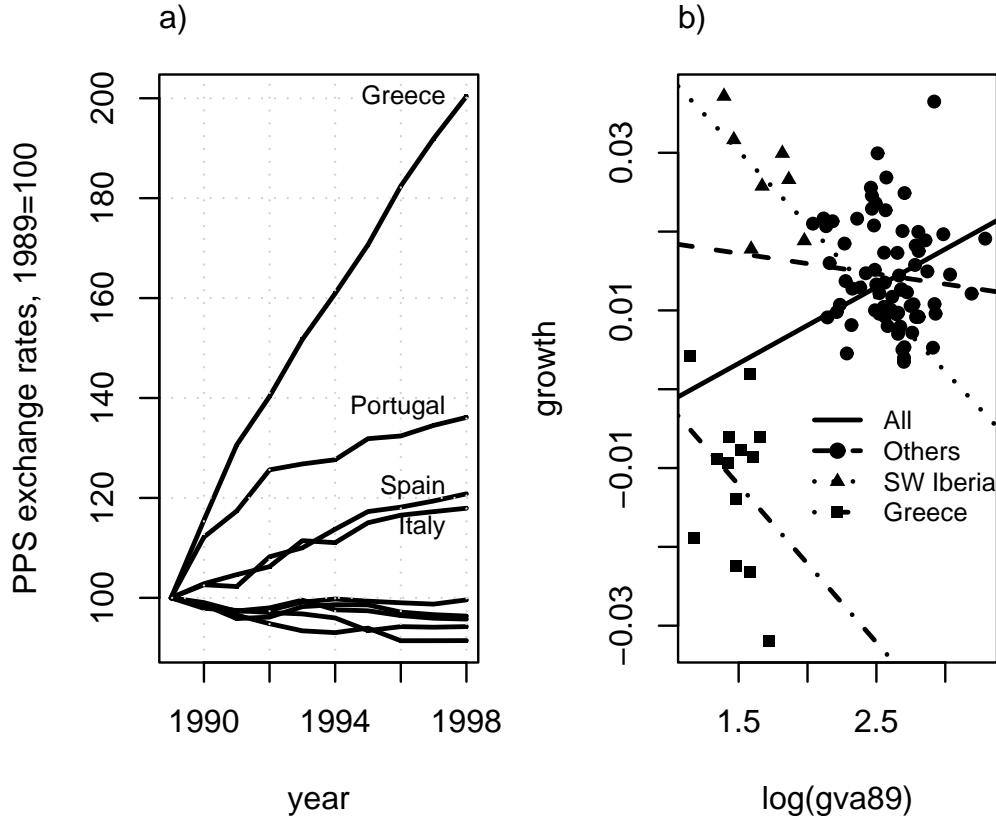 a)
PPS exchange rates, 1989=100
200
180
160
140
120
100
Greece
Portugal
Spain
Italy
1990
1994
1998
year
b)
growth
0.03
0.01
−0.01
−0.03
All
Others
SW Iberia
Greece
1.5
2.5
log(gva89)